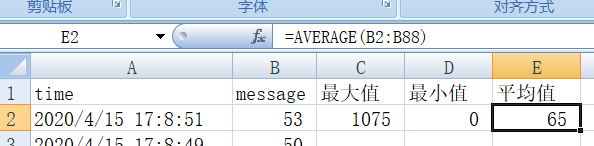 剪贴板 字体 对齐方式
E2 fx =AVERAGE(B2:B88)
A B C D E
1 time message 最大值 最小值 平均值
2 2020/4/15 17:8:51 53 1075 0 65
3 2020/4/15 17:8:49 50